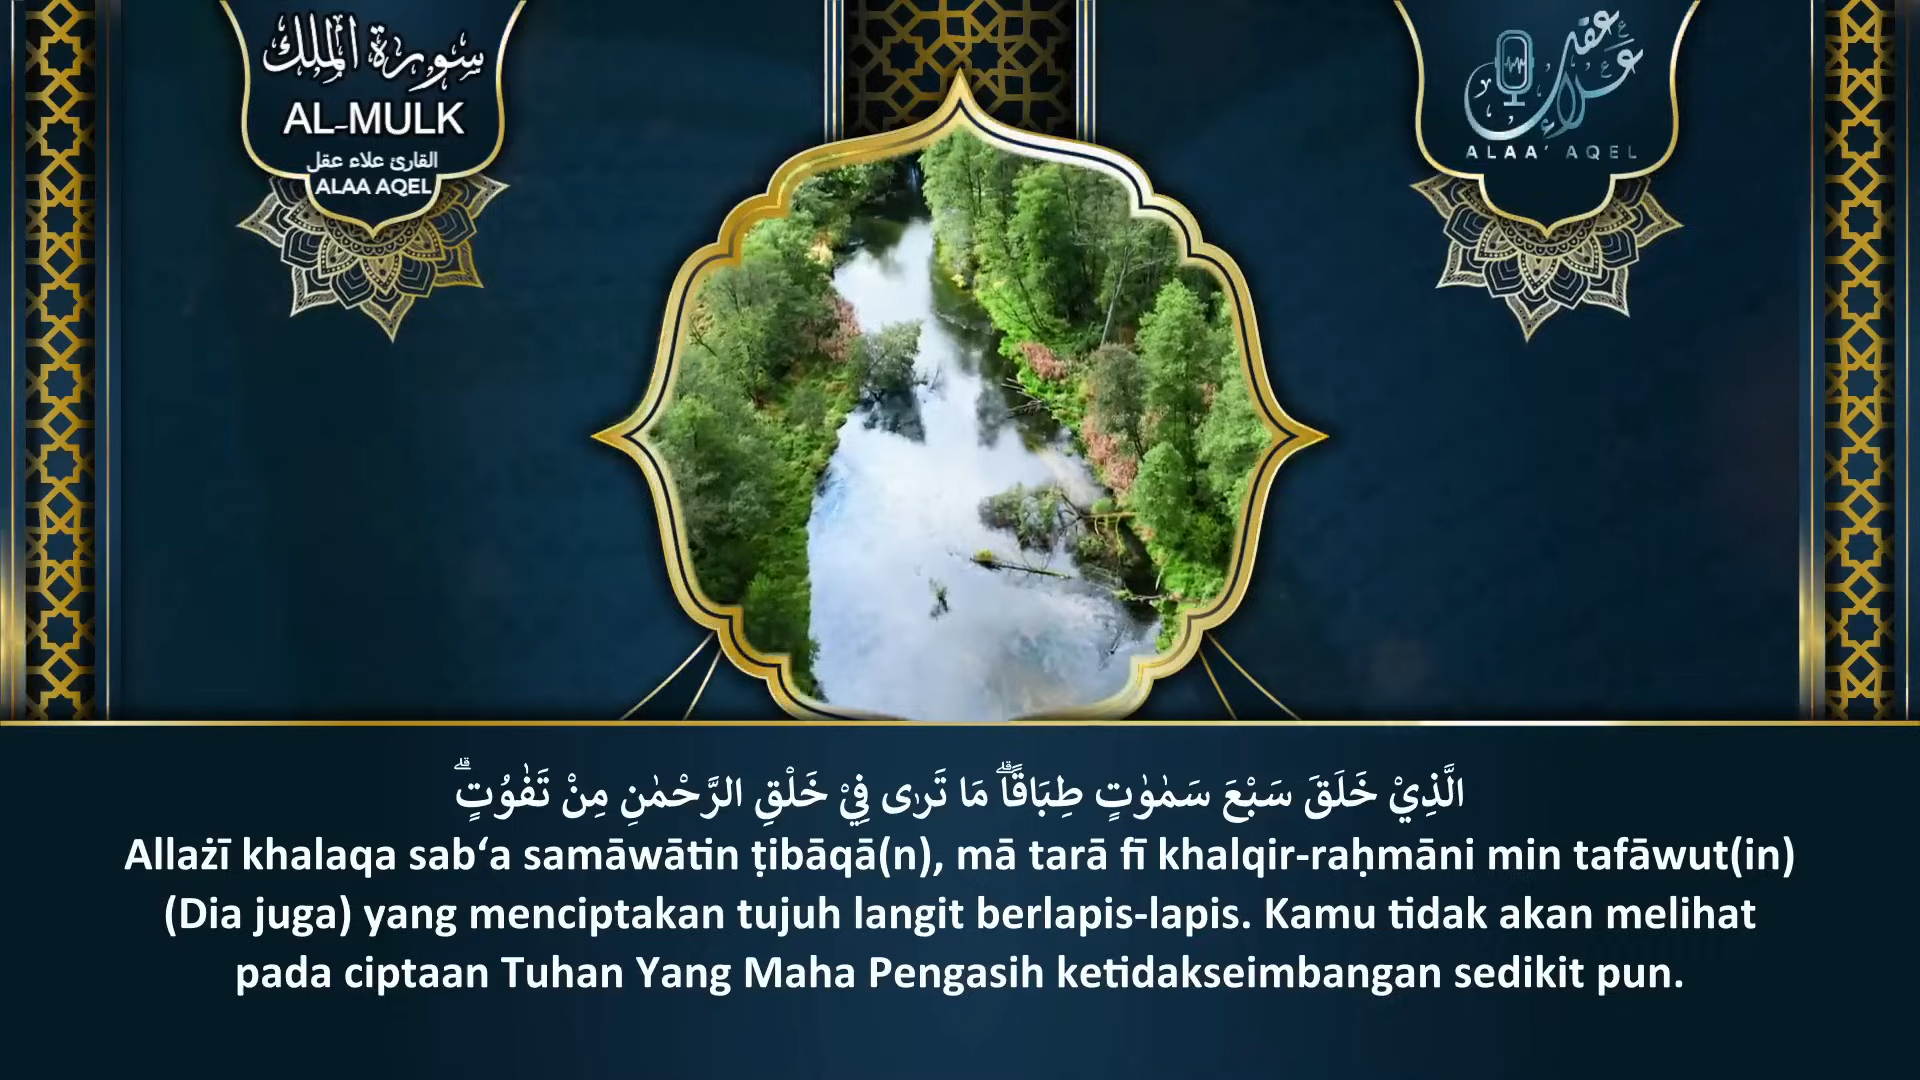 سورة الملك
AL-MULK
القارئ علاء عقل
ALAA AQEL
علاء عقل
ALAA' AQEL
الَّذِيْ خَلَقَ سَبْعَ سَمٰوٰتٍ طِبَاقًاۗ مَا تَرٰى فِيْ خَلْقِ الرَّحْمٰنِ مِنْ تَفٰوُتٍۗ
Allażī khalaqa sab‘a samāwātin ṭibāqā(n), mā tarā fī khalqir-raḥmāni min tafāwut(in)
(Dia juga) yang menciptakan tujuh langit berlapis-lapis. Kamu tidak akan melihat
pada ciptaan Tuhan Yang Maha Pengasih ketidakseimbangan sedikit pun.